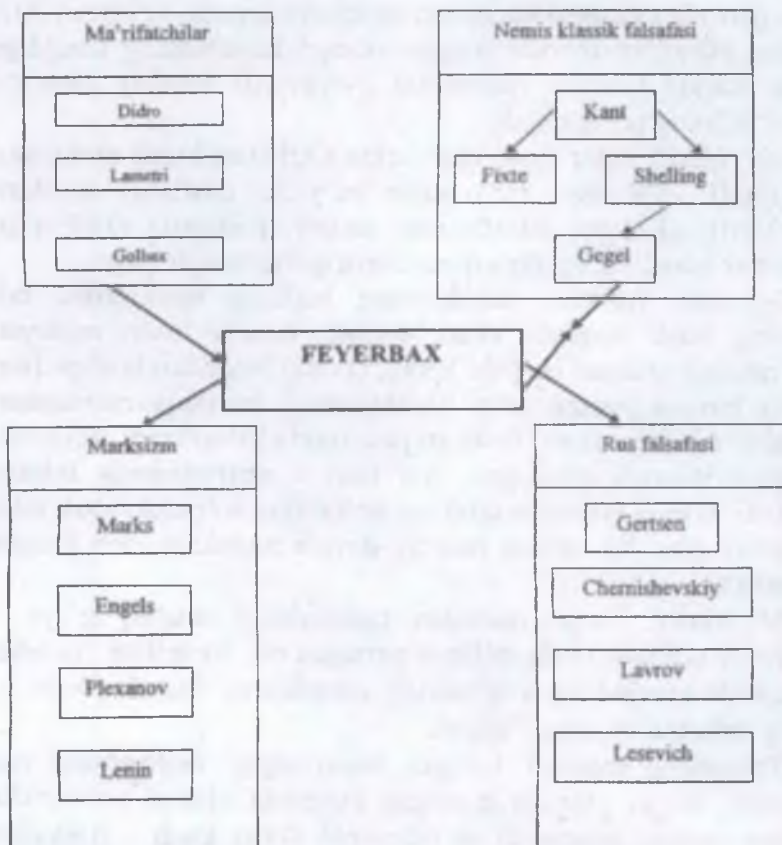 Ma'rifatchilar
Didro
Lametri
Golbax
Nemis klassik falsafasi
Kant
Fixte
Shelling
Gegel
FEYERBAX
Marksizm
Marks
Engels
Plexanov
Lenin
Rua falsafasi
Gertsen
Chernishevskiy
Lavrov
Lesevich